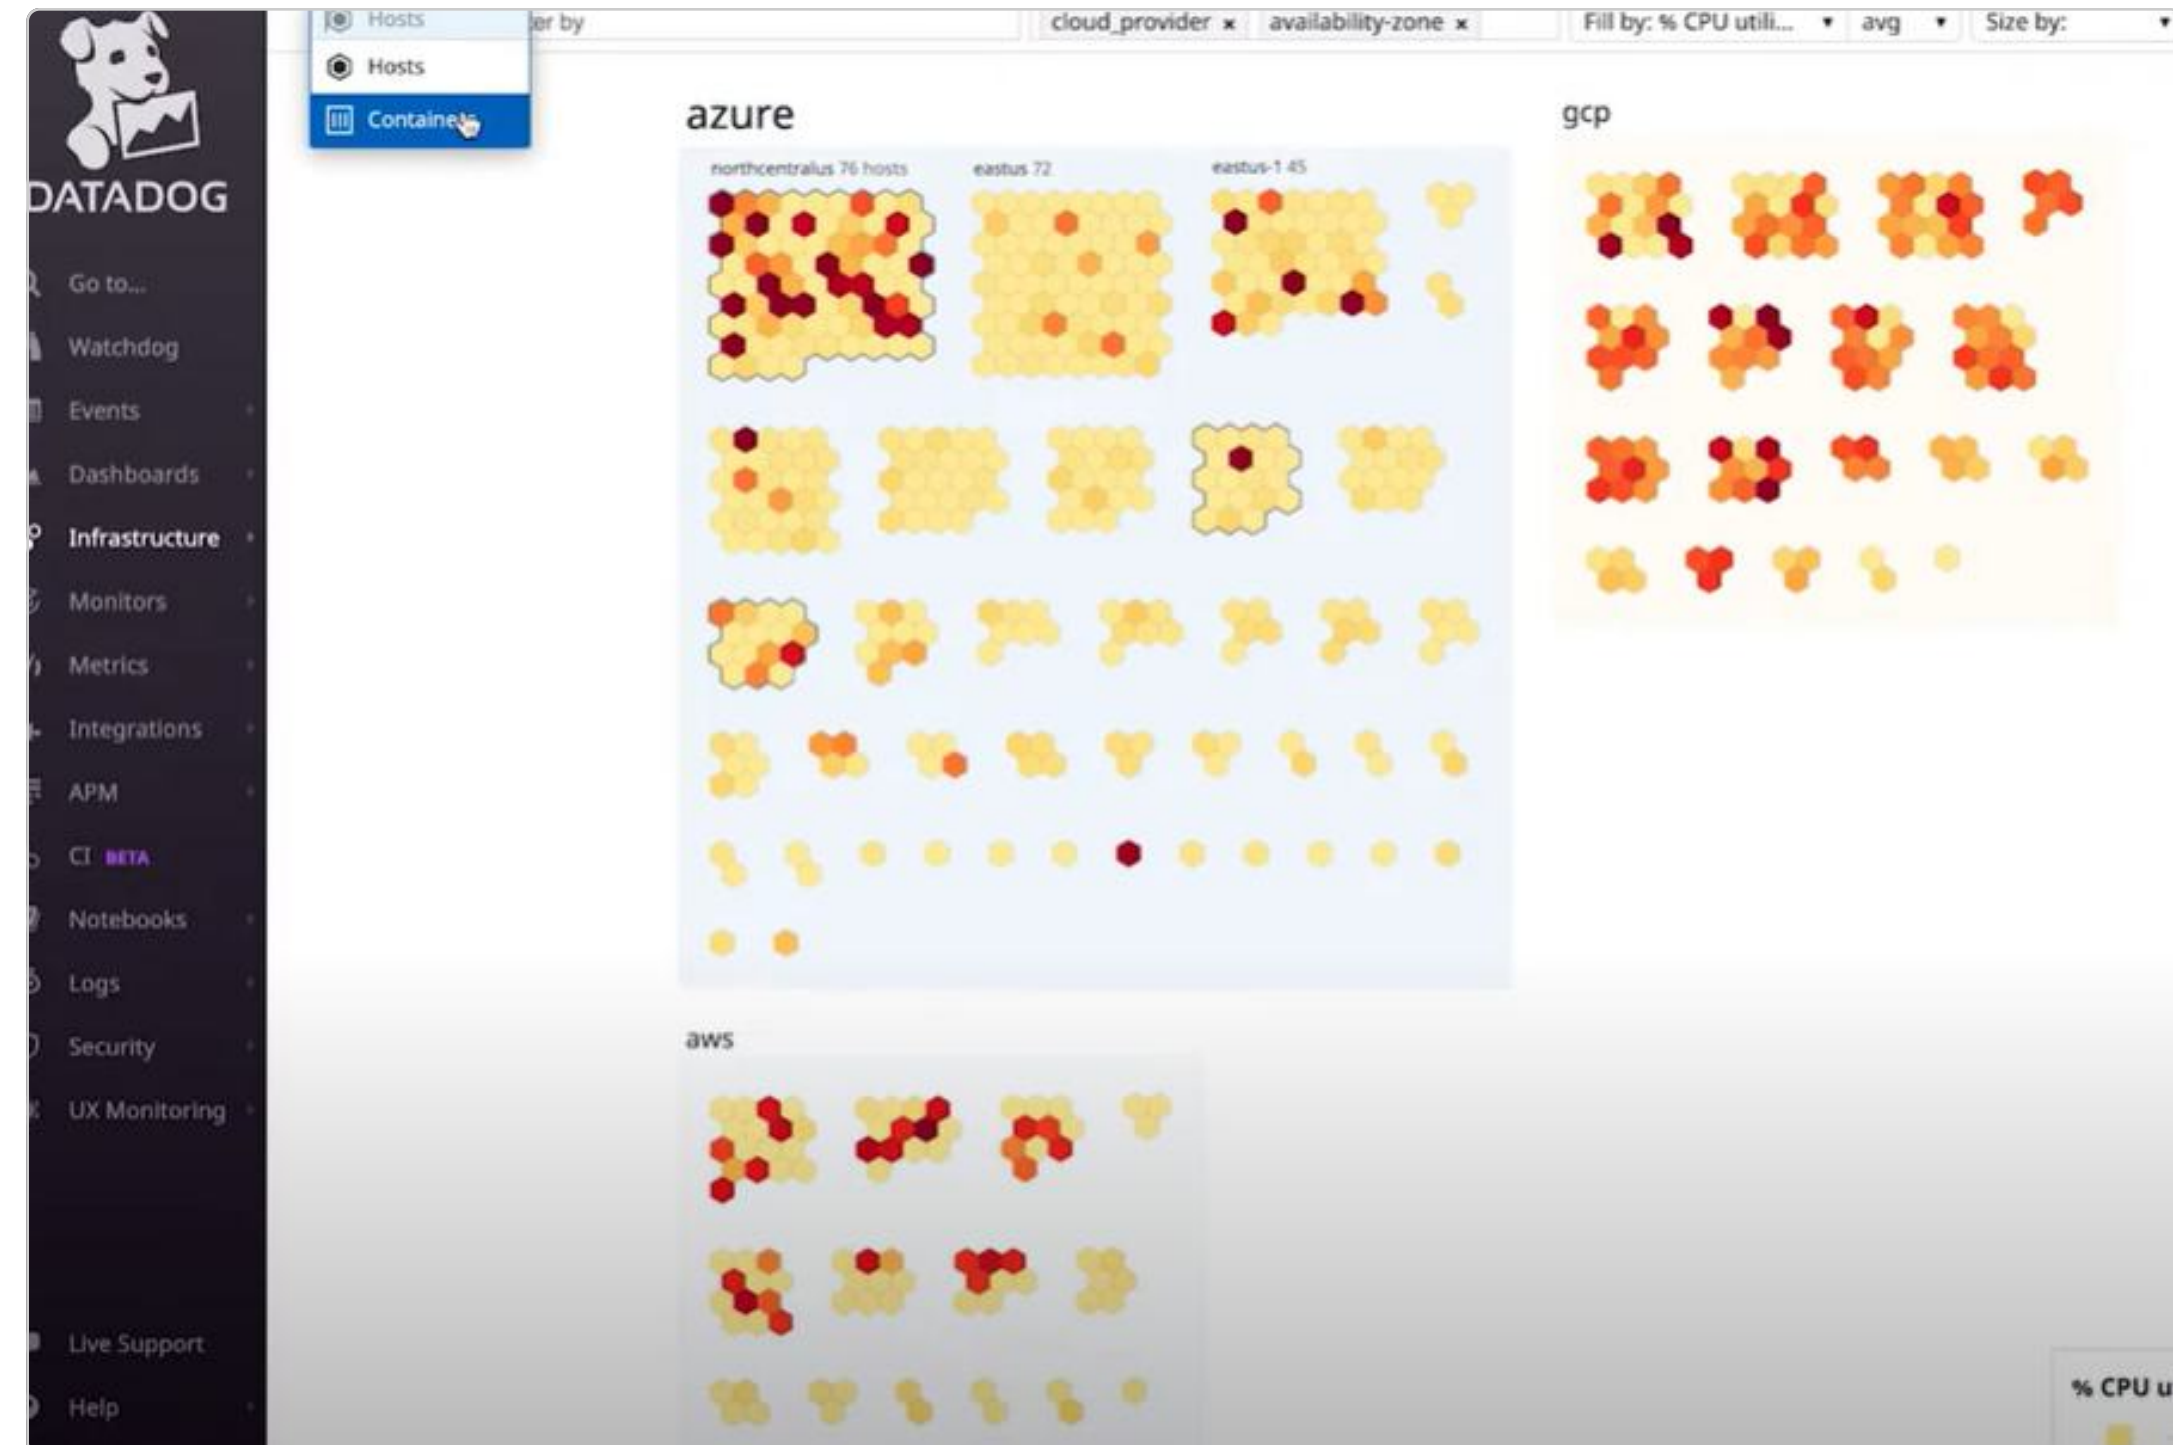 DATADOG
Go to...
Watchdog
Events
Dashboards
Infrastructure
Monitors
Metrics
Integrations
APM
CI BETA
Notebooks
Logs
Security
UX Monitoring
Live Support
Help
Hosts
er by
cloud_provider ×
availability-zone ×
Fill by: % CPU utili...
avg
Size by:
Hosts
Containe
azure
northcentralus 76 hosts
eastus 72
eastus-1 45
gcp
aws
% CPU u